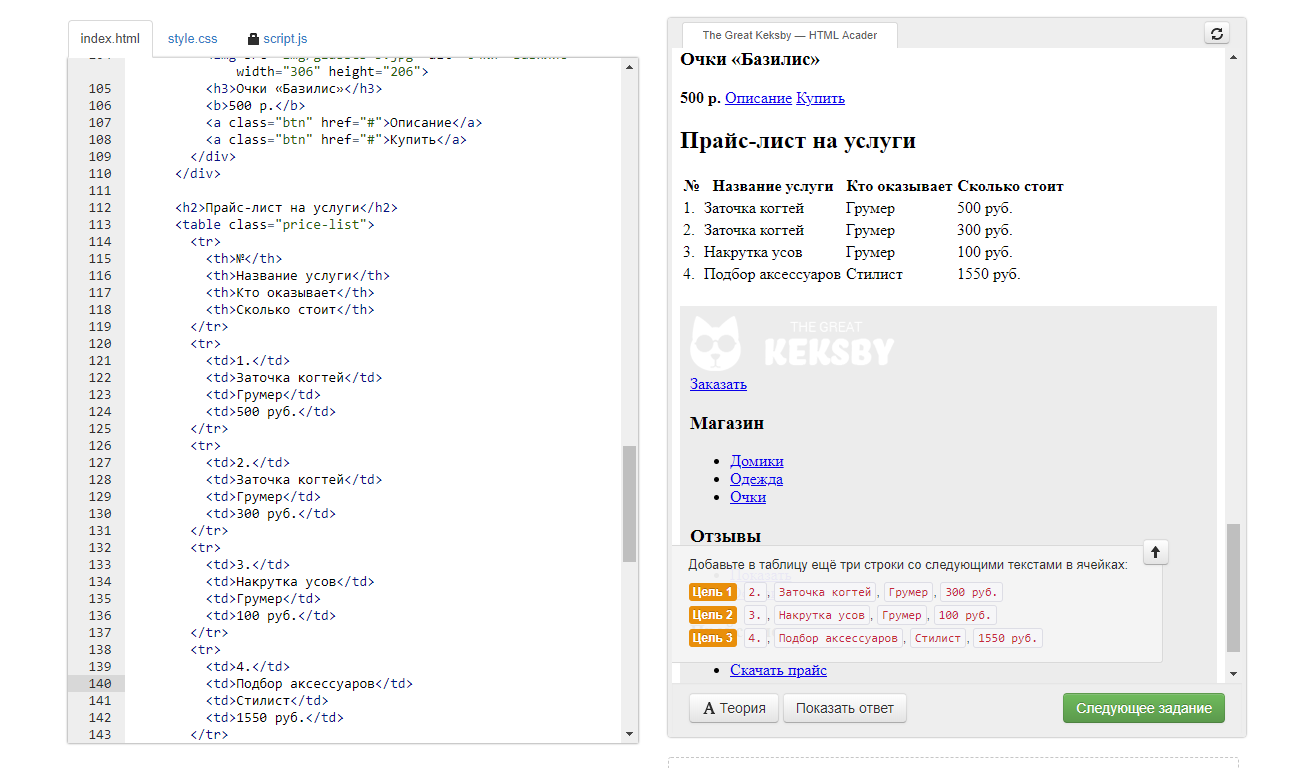 index.html style.css script.js
width="306" height="206">
105 <h3>Очки «Базилис»</h3>
106 <b>500 р.</b>
107 <a class="btn" href="#">Описание</a>
108 <a class="btn" href="#">Купить</a>
109 </div>
110 </div>
111
112 <h2>Прайс-лист на услуги</h2>
113 <table class="price-list">
114 <tr>
115 <th>№</th>
116 <th>Название услуги</th>
117 <th>Кто оказывает</th>
118 <th>Сколько стоит</th>
119 </tr>
120 <tr>
121 <td>1.</td>
122 <td>Заточка когтей</td>
123 <td>Грумер</td>
124 <td>500 руб.</td>
125 </tr>
126 <tr>
127 <td>2.</td>
128 <td>Заточка когтей</td>
129 <td>Грумер</td>
130 <td>300 руб.</td>
131 </tr>
132 <tr>
133 <td>3.</td>
134 <td>Накрутка усов</td>
135 <td>Грумер</td>
136 <td>100 руб.</td>
137 </tr>
138 <tr>
139 <td>4.</td>
140 <td>Подбор аксессуаров</td>
141 <td>Стилист</td>
142 <td>1550 руб.</td>
143 </tr>
The Great Keksby — HTML Acader
Очки «Базилис»
500 р. Описание Купить
Прайс-лист на услуги
№ Название услуги Кто оказывает Сколько стоит
1. Заточка когтей Грумер 500 руб.
2. Заточка когтей Грумер 300 руб.
3. Накрутка усов Грумер 100 руб.
4. Подбор аксессуаров Стилист 1550 руб.
THE GREAT
KEKSBY
Заказать
Магазин
Домики
Одежда
Очки
Отзывы
Добавьте в таблицу ещё три строки со следующими текстами в ячейках:
Цель 1 2. , Заточка когтей , Грумер , 300 руб.
Цель 2 3. , Накрутка усов , Грумер , 100 руб.
Цель 3 4. , Подбор аксессуаров , Стилист , 1550 руб.
Скачать прайс
A Теория Показать ответ Следующее задание